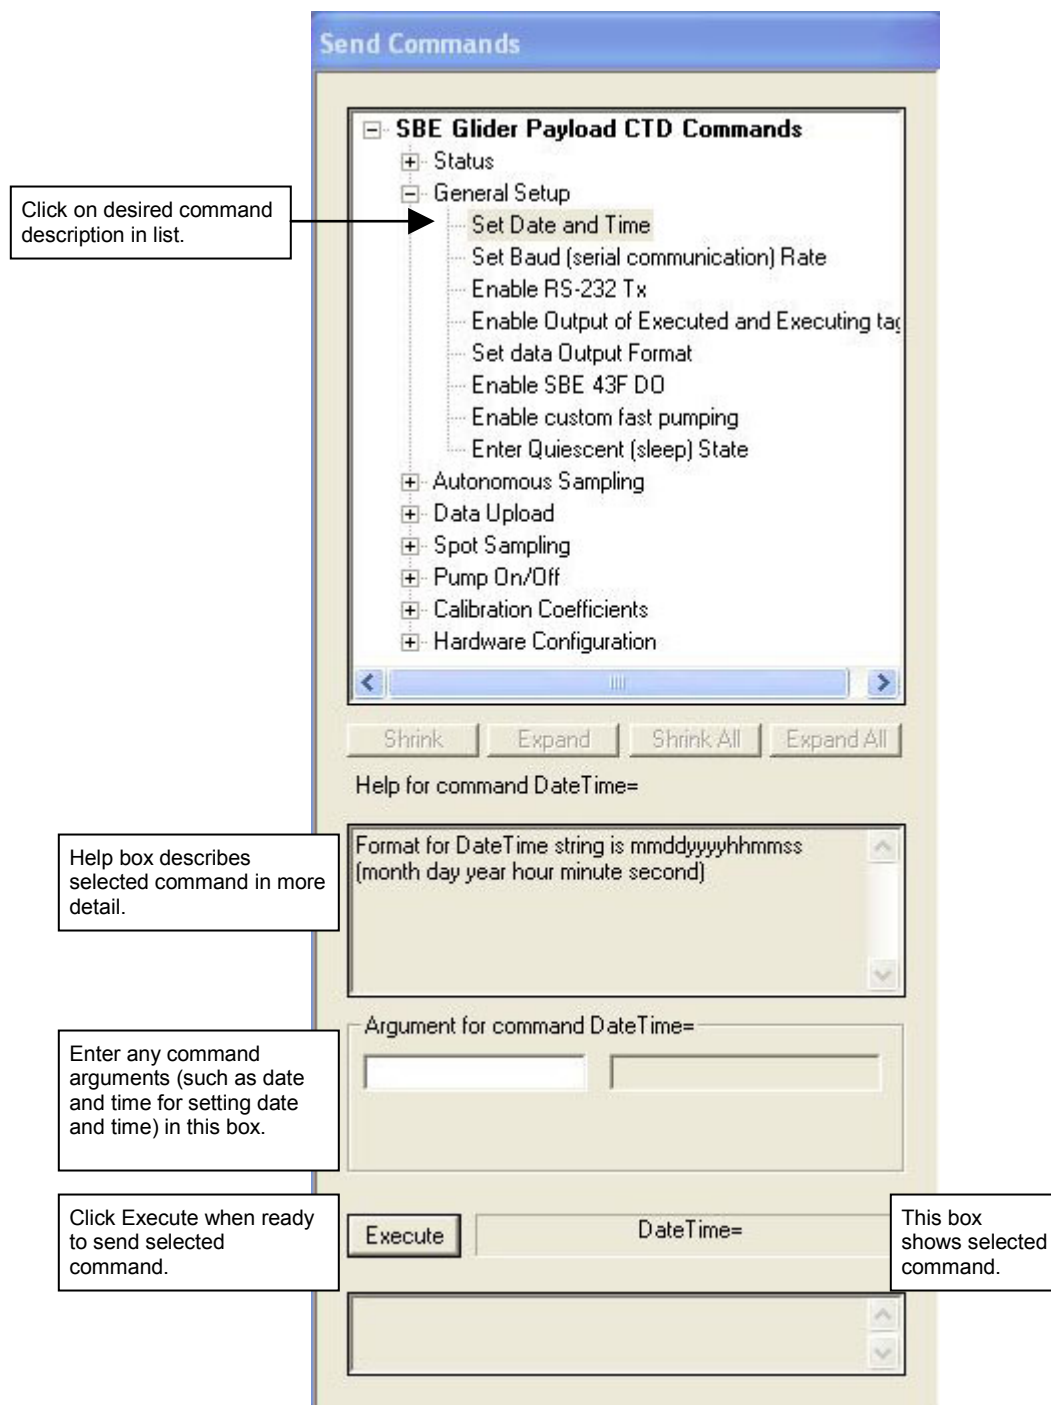 Send Commands
SBE Glider Payload CTD Commands
Status
General Setup
Click on desired command
description in list.
Set Date and Time
Set Baud (serial communication) Rate
Enable RS-232 Tx
Enable Output of Executed and Executing tag
Set data Output Format
Enable SBE 43F DO
Enable custom fast pumping
Enter Quiescent (sleep) State
Autonomous Sampling
Data Upload
Spot Sampling
Pump On/Off
Calibration Coefficients
Hardware Configuration
Shrink Expand Shrink All Expand All
Help for command DateTime=
Help box describes
selected command in more
detail.
Format for DateTime string is mmddyyyyhhmmss
(month day year hour minute second)
Argument for command DateTime=
Enter any command
arguments (such as date
and time for setting date
and time) in this box.
Click Execute when ready
to send selected
command.
Execute DateTime=
This box
shows selected
command.